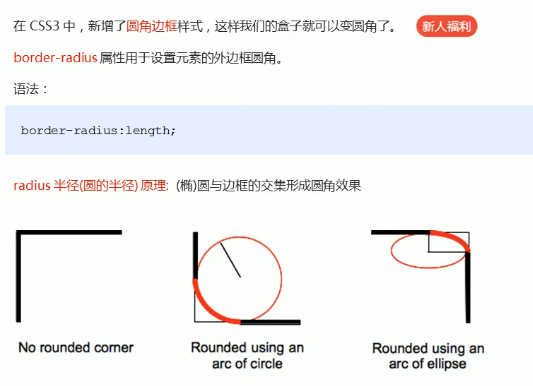 在 CSS3 中，新增了圆角边框样式，这样我们的盒子就可以变圆角了。 新人福利
border-radius 属性用于设置元素的外边框圆角。
语法：
border-radius:length;
radius 半径(圆的半径) 原理: (椭)圆与边框的交集形成圆角效果
No rounded corner
Rounded using an
arc of circle
Rounded using an
arc of ellipse